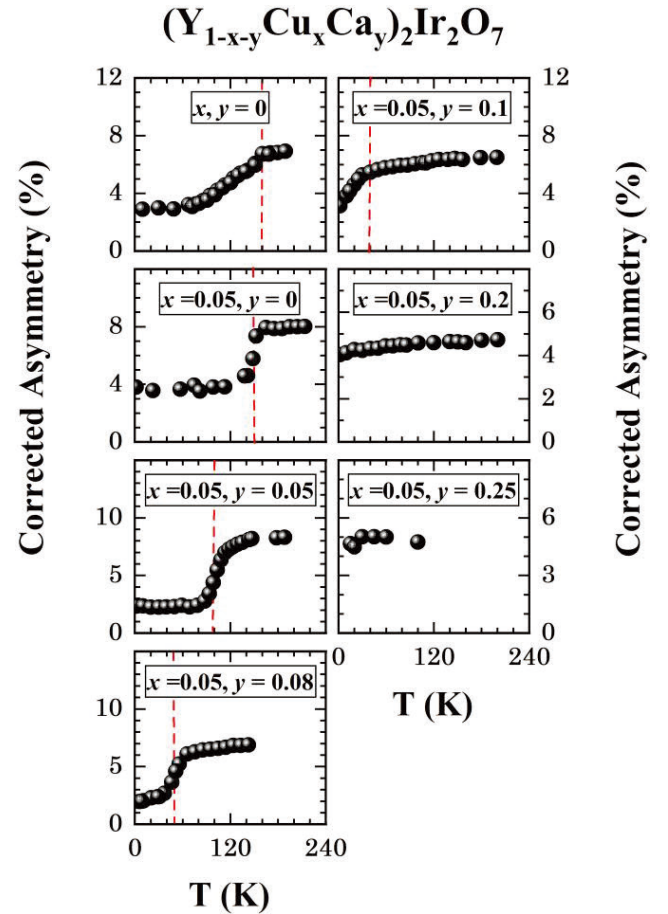 (Y1-x-yCuxCay)2Ir2O7
Corrected Asymmetry (%)
12
8
4
0
x, y = 0
x =0.05, y = 0.1
12
8
4
0
Corrected Asymmetry (%)
8
4
0
x =0.05, y = 0
x =0.05, y = 0.2
8
6
4
2
10
5
0
x =0.05, y = 0.05
x =0.05, y = 0.25
10
5
0
0 120 240
T (K)
10
5
0
x =0.05, y = 0.08
0 120 240
T (K)